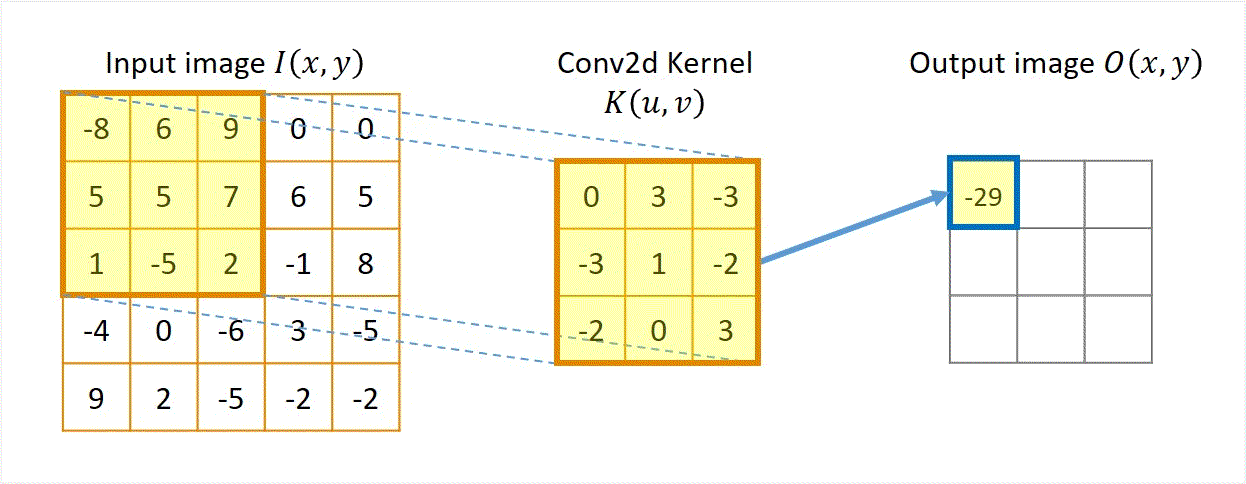 Input image I(x, y)
Conv2d Kernel
K(u, v)
Output image O(x, y)
-8 6 9 0 0
5 5 7 6 5
1 -5 2 -1 8
-4 0 -6 3 -5
9 2 -5 -2 -2
0 3 -3
-3 1 -2
-2 0 3
-29